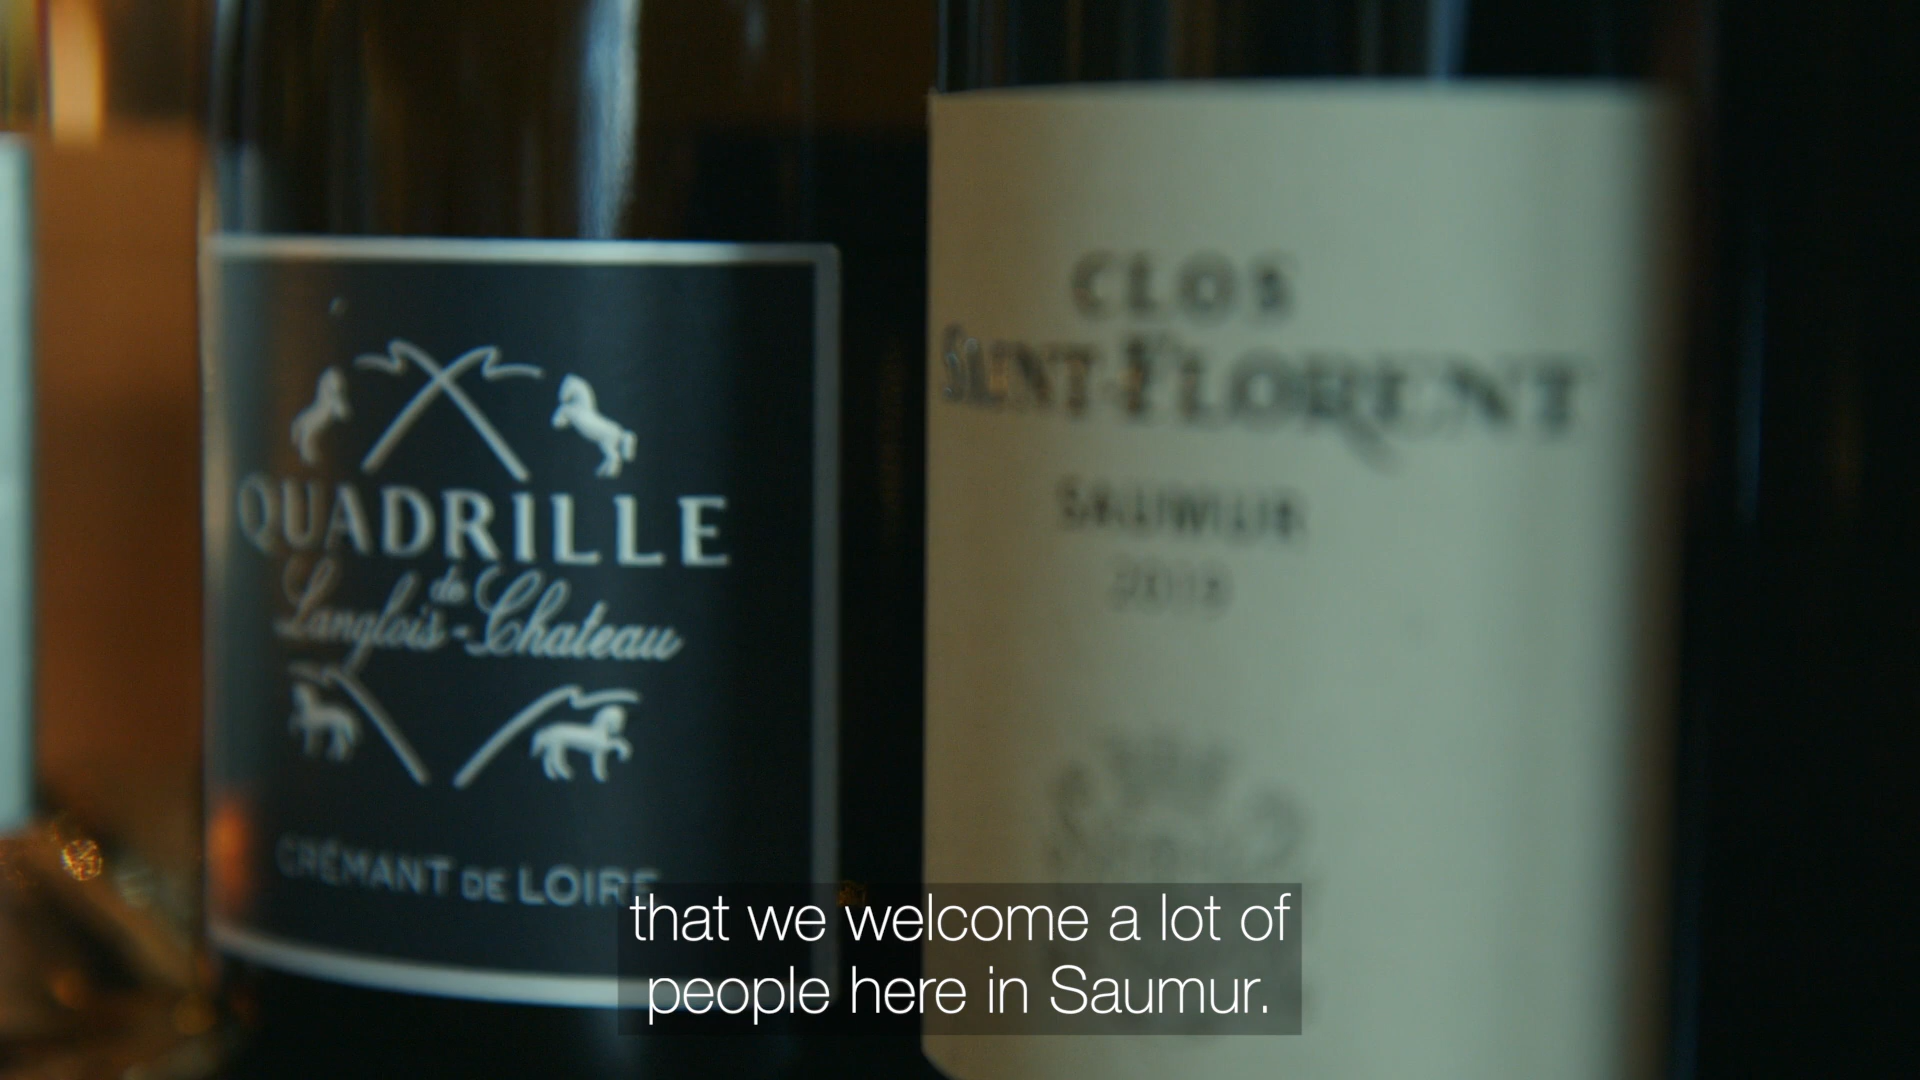 QUADRILLE
de
Langlois-Chateau
CRÉMANT DE LOIRE
CLOS
SAINT-FLORENT
SAUMUR
that we welcome a lot of
people here in Saumur.